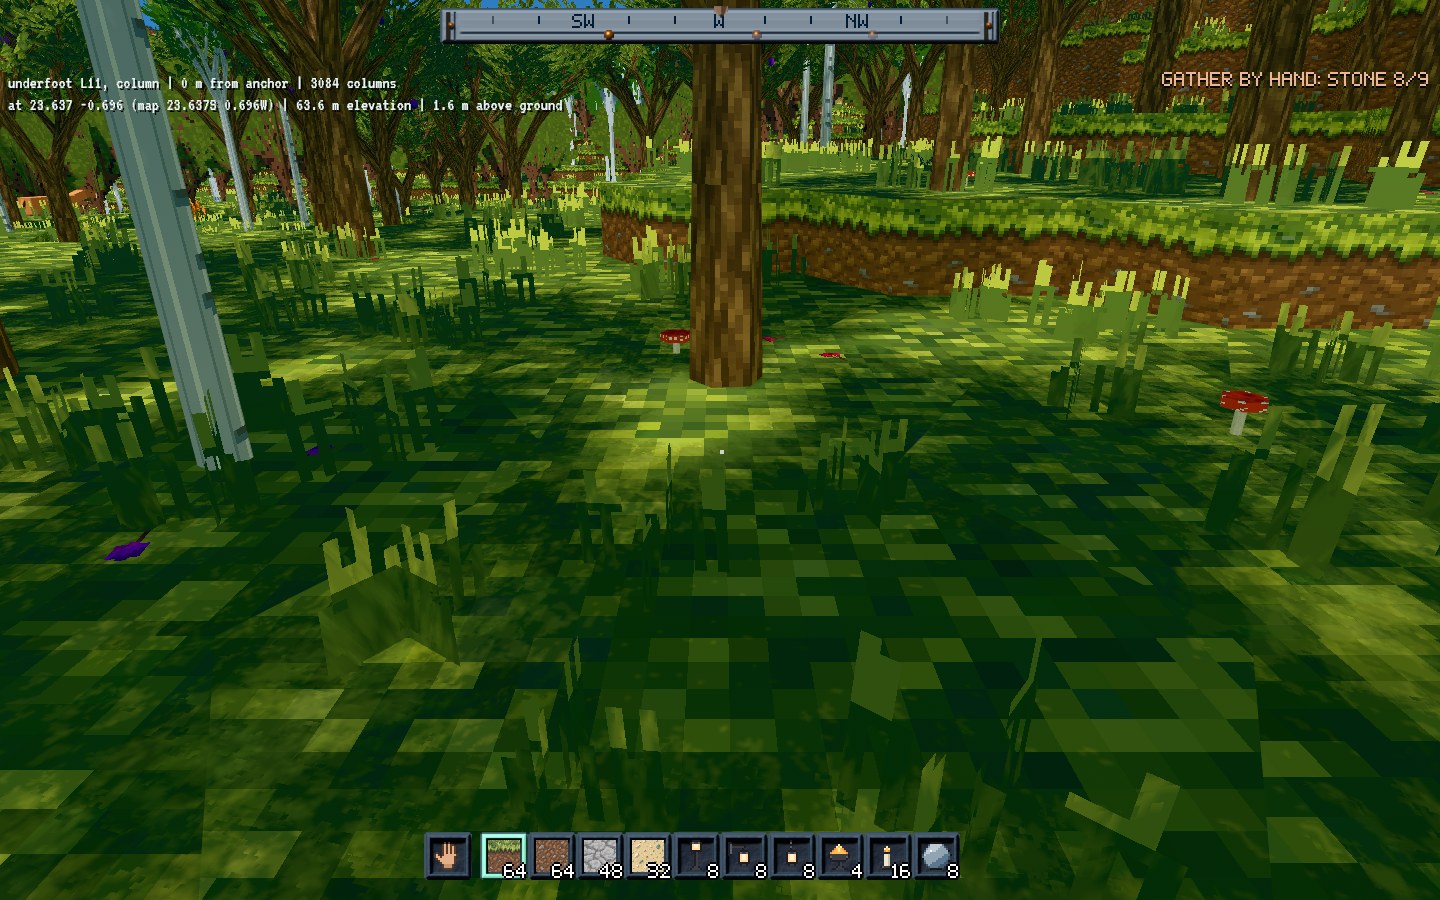 SW W NW
underfoot L11, column | 0 m from anchor | 3084 columns
at 23.637 -0.696 (map 23.637S 0.696W) | 63.6 m elevation | 1.6 m above ground
GATHER BY HAND: STONE 8/9
64 64 48 32 8 8 8 4 16 8